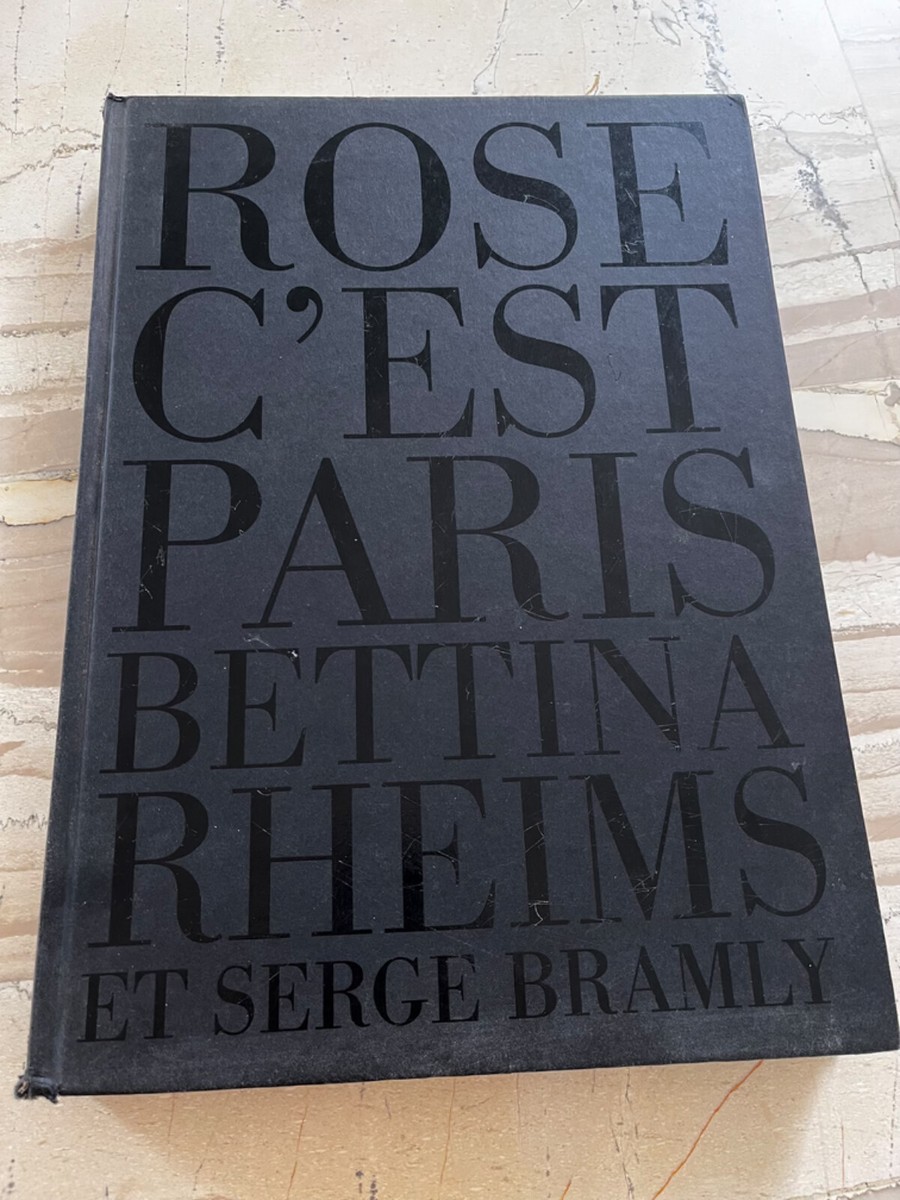 ROSE
C'EST
PARIS
BETTINA
RHEIMS
ET SERGE BRAMLY